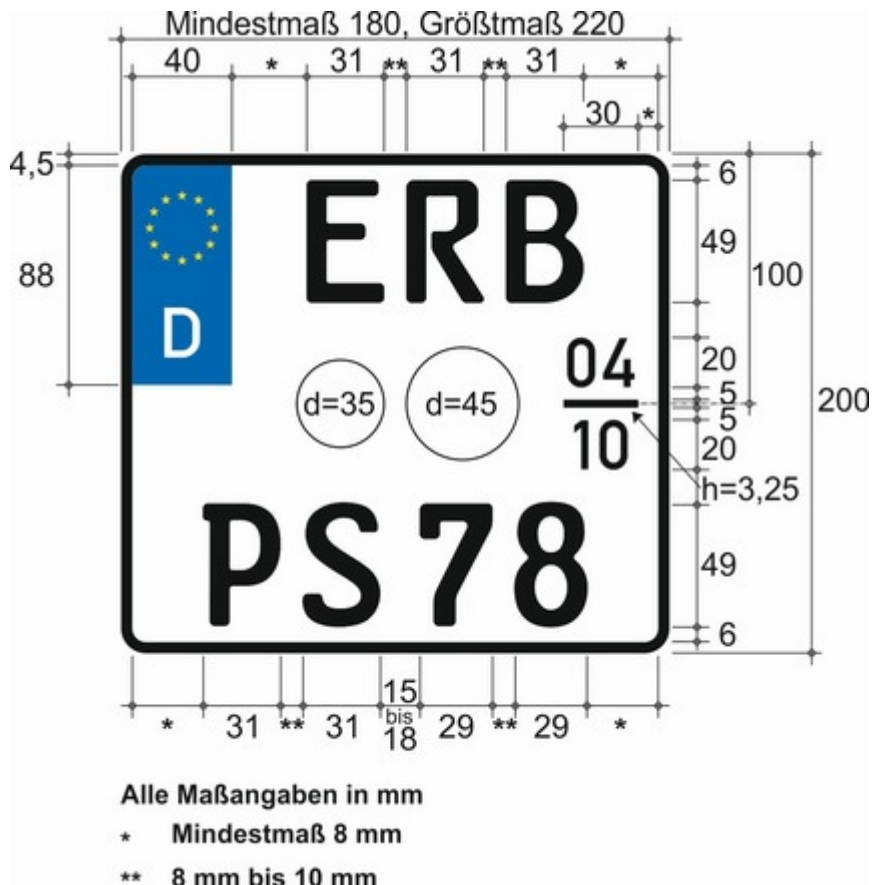 Mindestmaß 180, Größtmaß 220
40 * 31 ** 31 ** 31 *
30 *
4,5
6
ERB
49
88
100
D
20
04
d=35 d=45
5
200
5
10
20
h=3,25
49
PS78
6
15
bis
18
* 31 ** 31 29 ** 29 *
Alle Maßangaben in mm
* Mindestmaß 8 mm
** 8 mm bis 10 mm